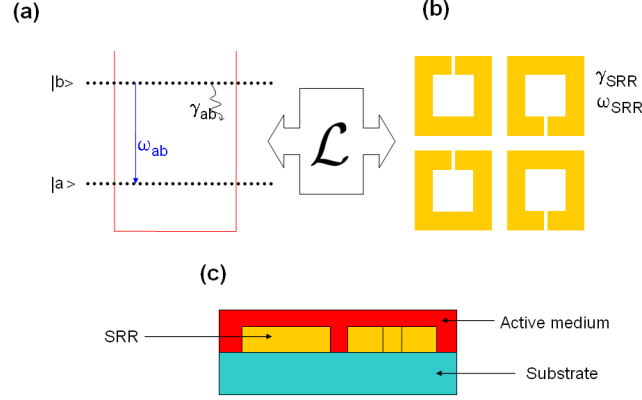 (a)
|b>
γab
ωab
|a >
ℒ
(b)
γSRR
ωSRR
(c)
SRR
Active medium
Substrate